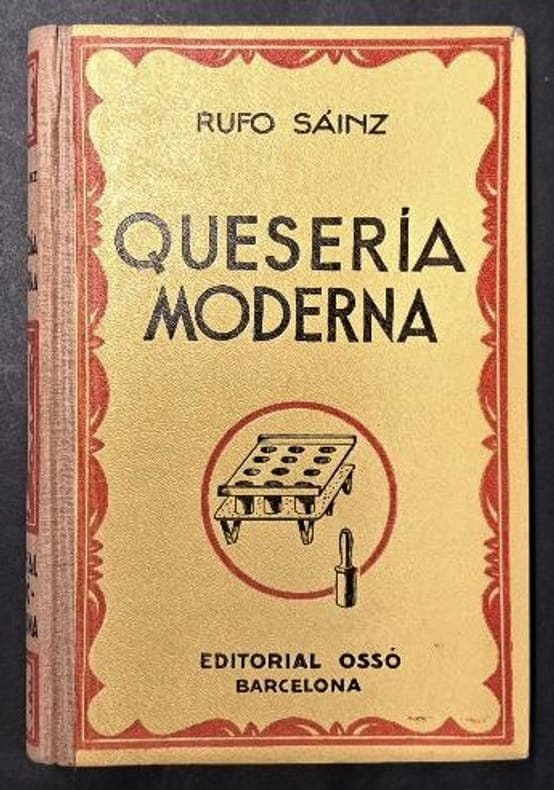 RUFO SÁINZ
QUESERÍA
MODERNA
EDITORIAL OSSÓ
BARCELONA